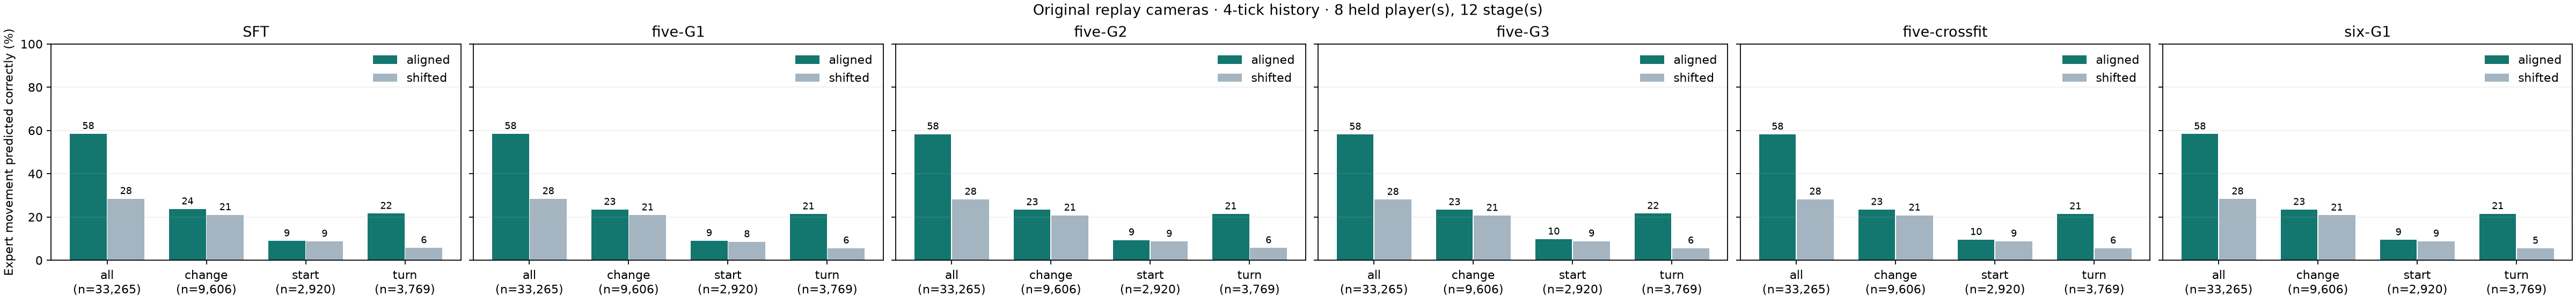 Original replay cameras · 4-tick history · 8 held player(s), 12 stage(s)
Expert movement predicted correctly (%)
100
80
60
40
20
0
SFT
aligned
shifted
58
28
24
21
9
9
22
6
all
(n=33,265)
change
(n=9,606)
start
(n=2,920)
turn
(n=3,769)
five-G1
aligned
shifted
58
28
23
21
9
8
21
6
all
(n=33,265)
change
(n=9,606)
start
(n=2,920)
turn
(n=3,769)
five-G2
aligned
shifted
58
28
23
21
9
9
21
6
all
(n=33,265)
change
(n=9,606)
start
(n=2,920)
turn
(n=3,769)
five-G3
aligned
shifted
58
28
23
21
10
9
22
6
all
(n=33,265)
change
(n=9,606)
start
(n=2,920)
turn
(n=3,769)
five-crossfit
aligned
shifted
58
28
23
21
10
9
21
6
all
(n=33,265)
change
(n=9,606)
start
(n=2,920)
turn
(n=3,769)
six-G1
aligned
shifted
58
28
23
21
9
9
21
5
all
(n=33,265)
change
(n=9,606)
start
(n=2,920)
turn
(n=3,769)